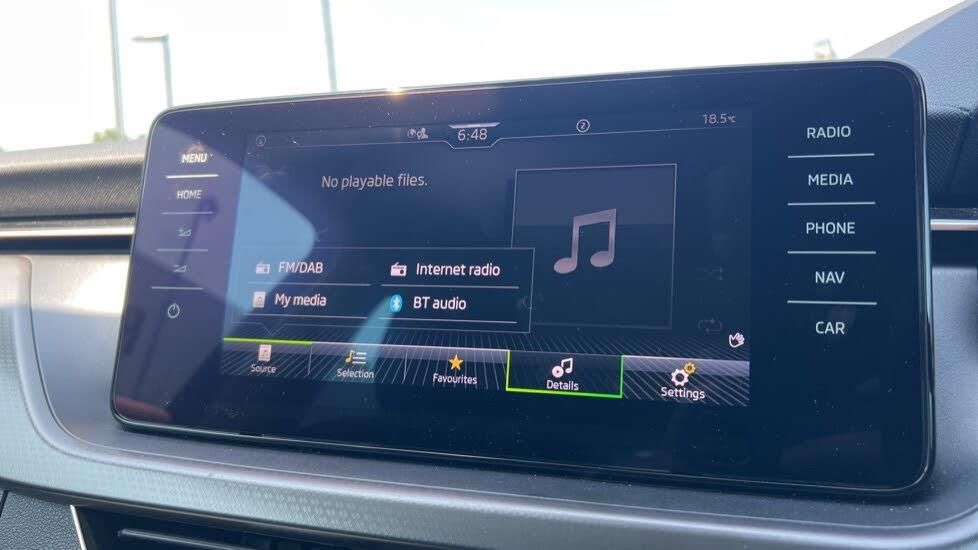 6:48
2
18.5°C
MENU
HOME
No playable files.
FM/DAB
Internet radio
My media
BT audio
Source
Selection
Favourites
Details
Settings
RADIO
MEDIA
PHONE
NAV
CAR